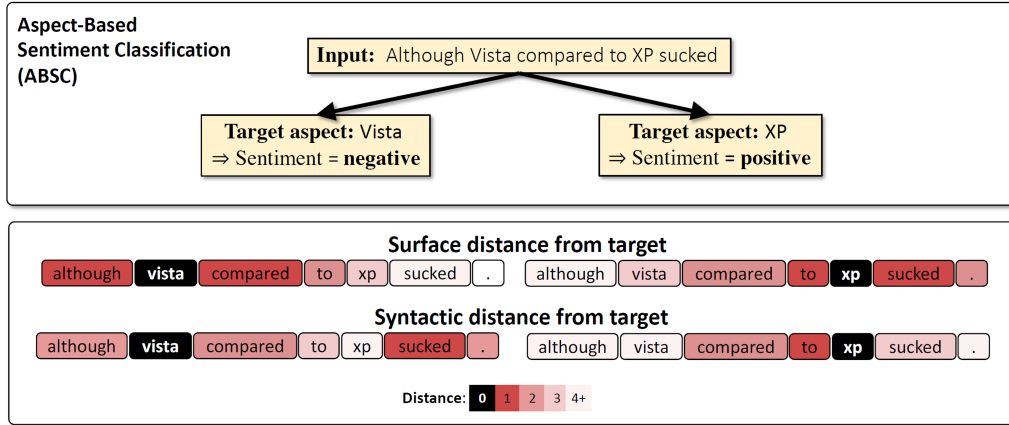 Aspect-Based
Sentiment Classification
(ABSC)
Input: Although Vista compared to XP sucked
Target aspect: Vista
⇒ Sentiment = negative
Target aspect: XP
⇒ Sentiment = positive
Surface distance from target
although vista compared to xp sucked . although vista compared to xp sucked .
Syntactic distance from target
although vista compared to xp sucked . although vista compared to xp sucked .
Distance: 0 1 2 3 4+